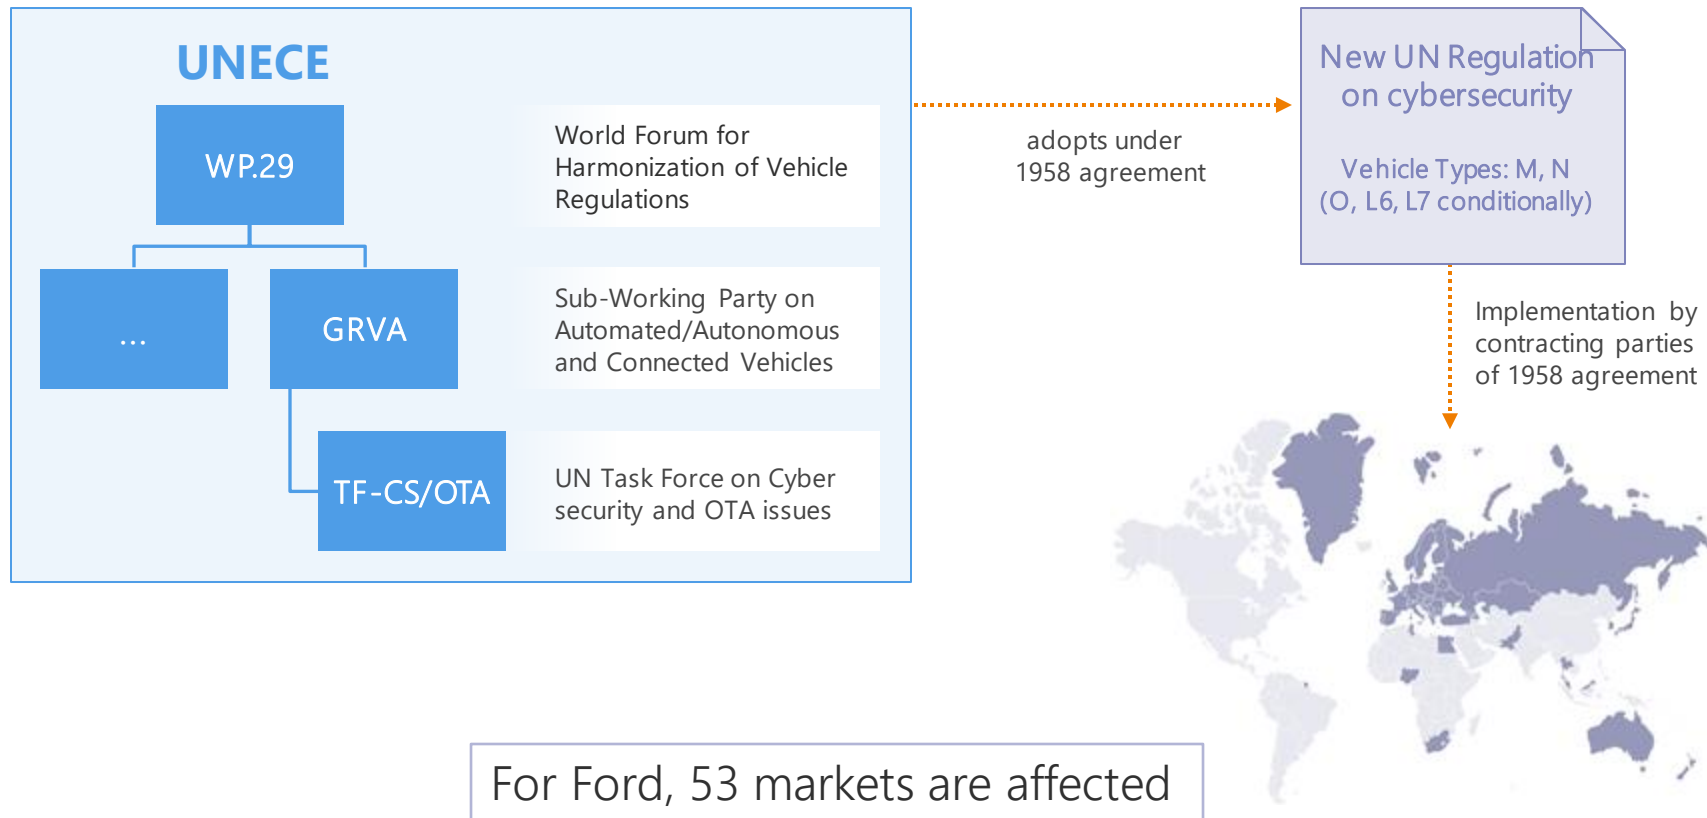 UNECE
WP.29
World Forum for
Harmonization of Vehicle
Regulations
...
GRVA
Sub-Working Party on
Automated/Autonomous
and Connected Vehicles
TF-CS/OTA
UN Task Force on Cyber
security and OTA issues
adopts under
1958 agreement
New UN Regulation
on cybersecurity
Vehicle Types: M, N
(O, L6, L7 conditionally)
Implementation by
contracting parties
of 1958 agreement
For Ford, 53 markets are affected